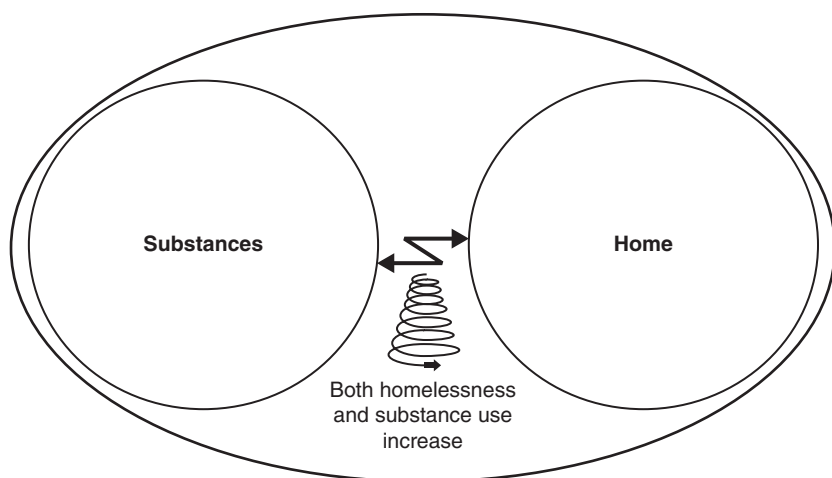 Substances
Home
Both homelessness
and substance use
increase